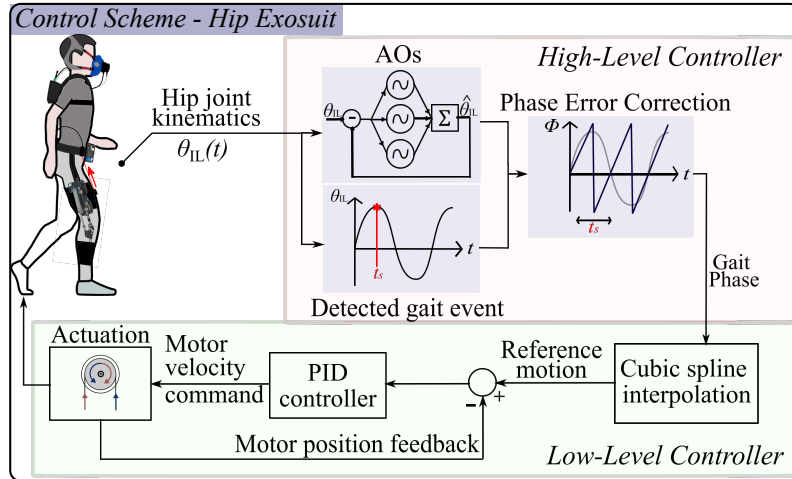 Control Scheme - Hip Exosuit
High-Level Controller
AOs
Hip joint
kinematics
θIL(t)
θIL
-
Σ
θ̂IL
Phase Error Correction
Φ
t
ts
θIL
t
ts
Detected gait event
Gait
Phase
Actuation
Motor
velocity
command
PID
controller
Reference
motion
+
-
Cubic spline
interpolation
Motor position feedback
Low-Level Controller